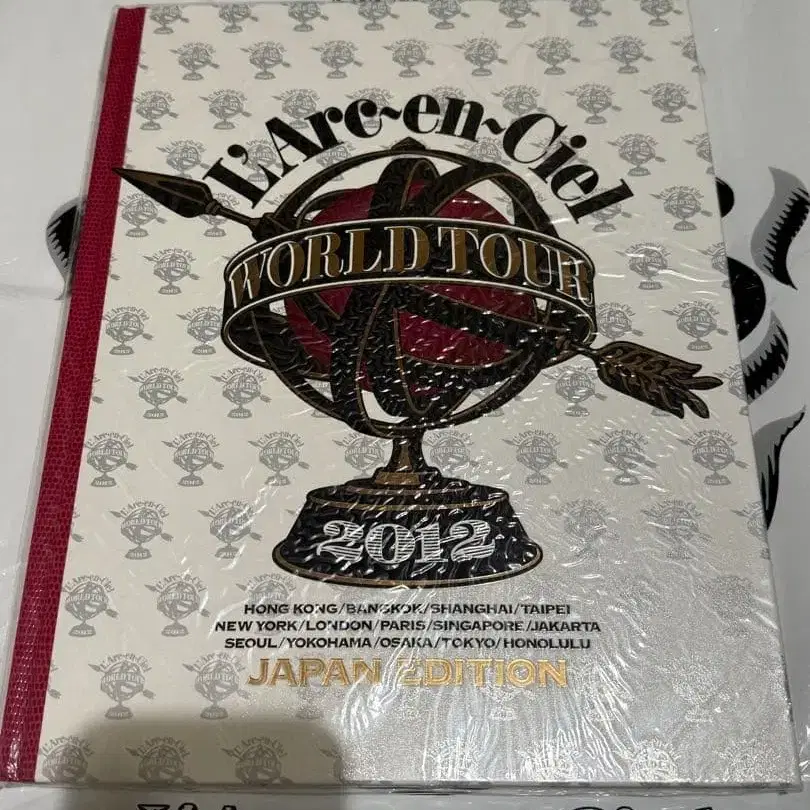 L'Arc~en~Ciel
WORLD TOUR
2012
HONG KONG/BANGKOK/SHANGHAI/TAIPEI
NEW YORK/LONDON/PARIS/SINGAPORE/JAKARTA
SEOUL/YOKOHAMA/OSAKA/TOKYO/HONOLULU
JAPAN EDITION